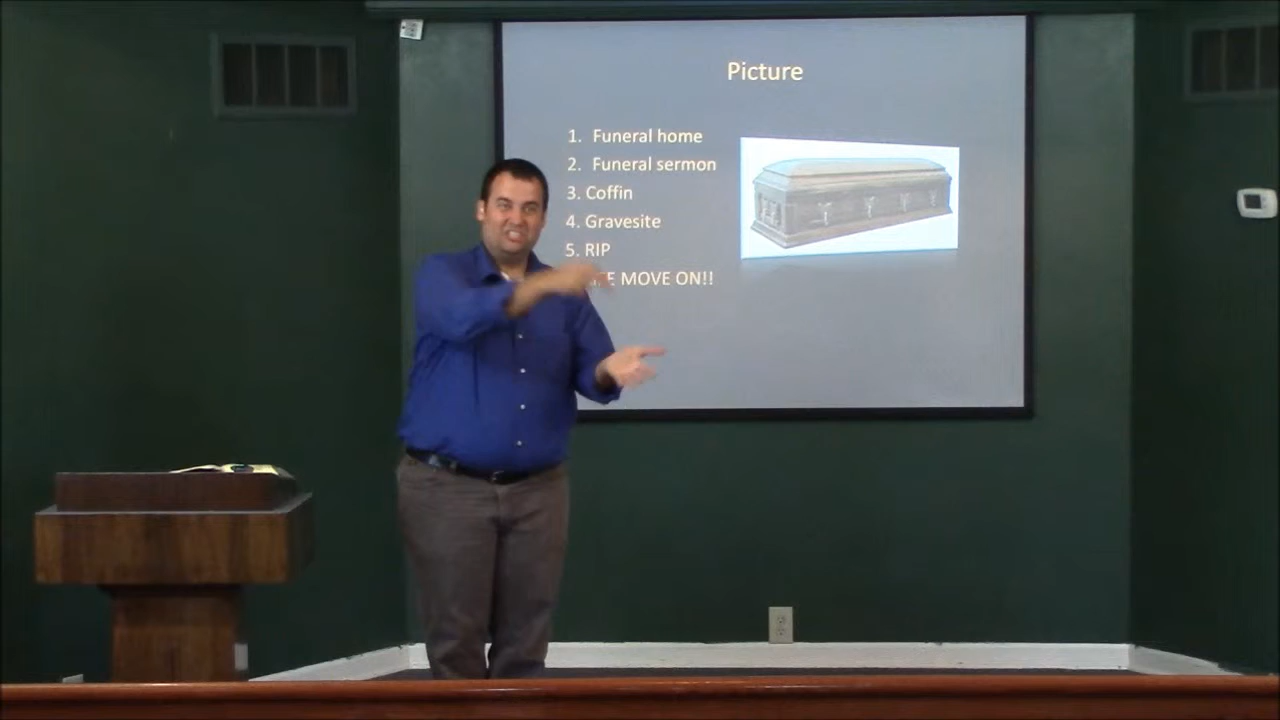 Picture
1. Funeral home
2. Funeral sermon
3. Coffin
4. Gravesite
5. RIP
MOVE ON!!